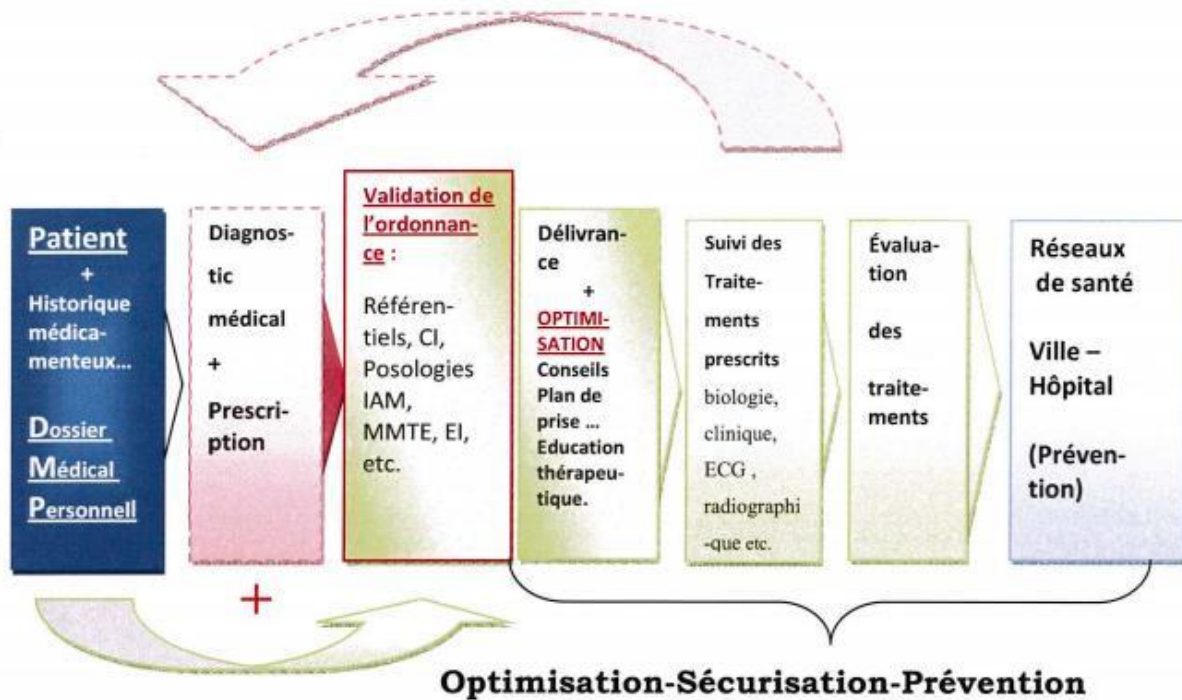 Patient
+
Historique
médica-
menteux...
Dossier
Médical
Personnell
Diagnos-
tic
médical
+
Prescri-
ption
+
Validation de
l'ordonnan-
ce :
Référen-
tiels, CI,
Posologies
IAM,
MMTE, EI,
etc.
Délivran-
ce
+
OPTIMI-
SATION
Conseils
Plan de
prise ...
Education
thérapeu-
tique.
Suivi des
Traite-
ments
prescrits
biologie,
clinique,
ECG ,
radiographi
-que etc.
Évalua-
tion
des
traite-
ments
Réseaux
de santé
Ville –
Hôpital
(Préven-
tion)
Optimisation-Sécurisation-Prévention